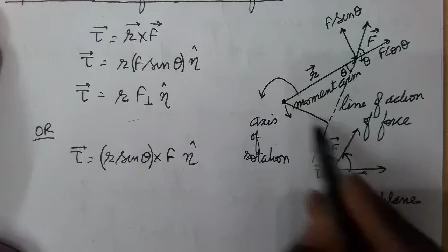 τ⃗ = r⃗ × F⃗
τ⃗ = r (F/sinθ) n̂
τ⃗ = r F⊥ n̂
OR
τ⃗ = (r/sinθ) × F n̂
F/sinθ
F⃗
θ
F/cosθ
r⃗
θ
moment arm
line of action
of force
axis
of
rotation